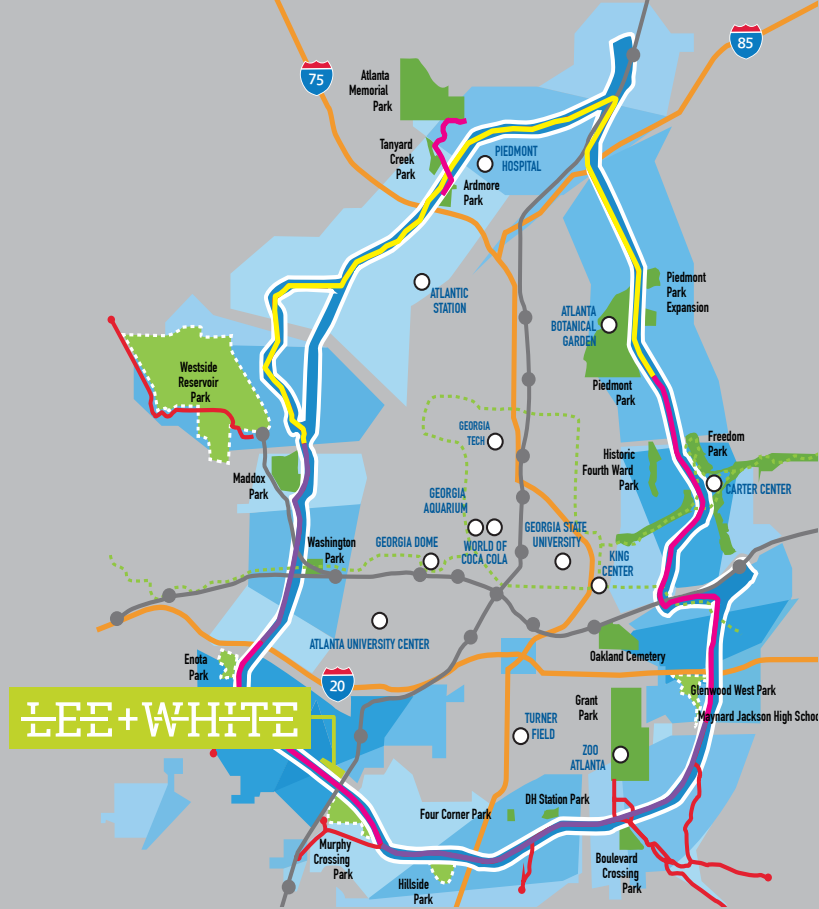 85
75
Atlanta
Memorial
Park
Tanyard
Creek
Park
PIEDMONT
HOSPITAL
Ardmore
Park
ATLANTIC
STATION
Piedmont
Park
Expansion
ATLANTA
BOTANICAL
GARDEN
Westside
Reservoir
Park
Piedmont
Park
GEORGIA
TECH
Freedom
Park
Historic
Fourth Ward
Park
Maddox
Park
CARTER CENTER
GEORGIA
AQUARIUM
Washington
Park
GEORGIA DOME
WORLD OF
COCA COLA
GEORGIA STATE
UNIVERSITY
KING
CENTER
ATLANTA UNIVERSITY CENTER
Oakland Cemetery
Enota
Park
20
Glenwood West Park
LEE+WHITE
Grant
Park
Maynard Jackson High Schoo
TURNER
FIELD
ZOO
ATLANTA
DH Station Park
Four Corner Park
Murphy
Crossing
Park
Boulevard
Crossing
Park
Hillside
Park